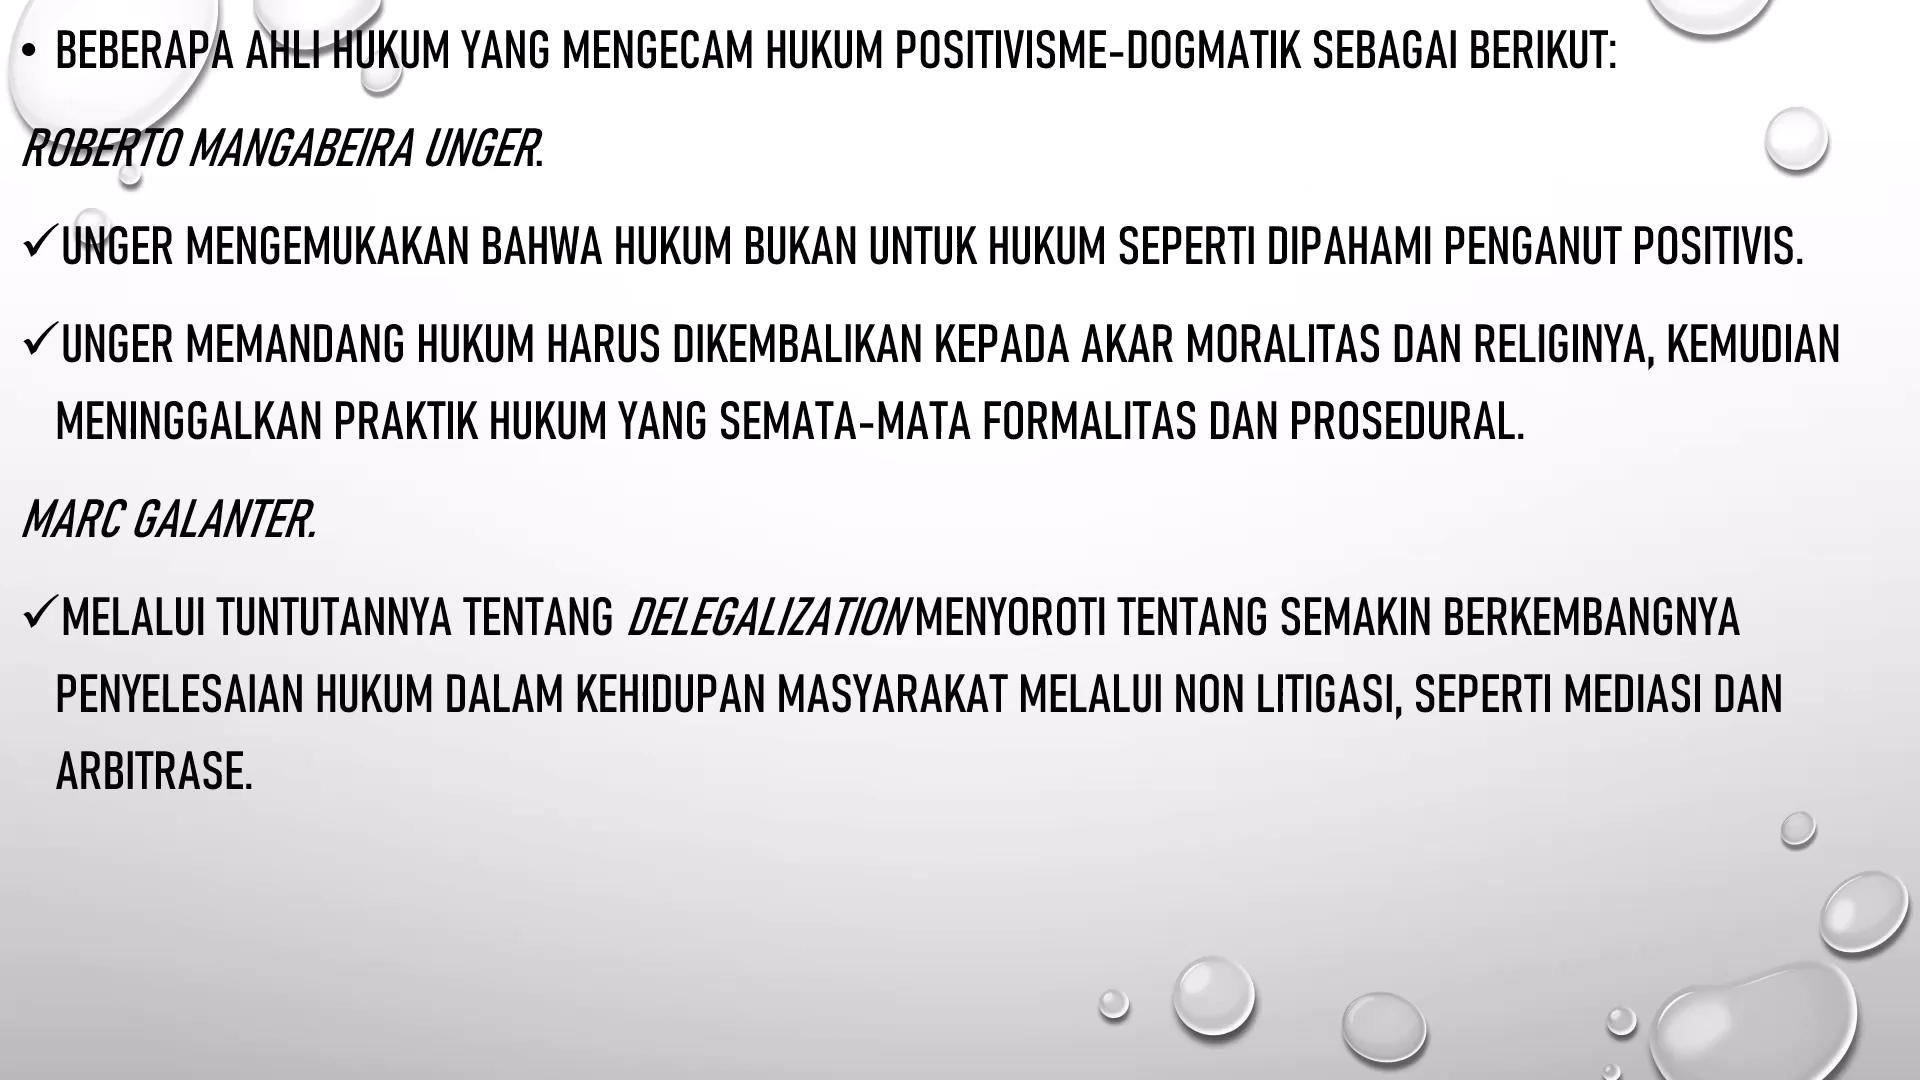 • BEBERAPA AHLI HUKUM YANG MENGECAM HUKUM POSITIVISME-DOGMATIK SEBAGAI BERIKUT:
ROBERTO MANGABEIRA UNGER.
✓UNGER MENGEMUKAKAN BAHWA HUKUM BUKAN UNTUK HUKUM SEPERTI DIPAHAMI PENGANUT POSITIVIS.
✓UNGER MEMANDANG HUKUM HARUS DIKEMBALIKAN KEPADA AKAR MORALITAS DAN RELIGINYA, KEMUDIAN
MENINGGALKAN PRAKTIK HUKUM YANG SEMATA-MATA FORMALITAS DAN PROSEDURAL.
MARC GALANTER.
✓MELALUI TUNTUTANNYA TENTANG DELEGALIZATION MENYOROTI TENTANG SEMAKIN BERKEMBANGNYA
PENYELESAIAN HUKUM DALAM KEHIDUPAN MASYARAKAT MELALUI NON LITIGASI, SEPERTI MEDIASI DAN
ARBITRASE.